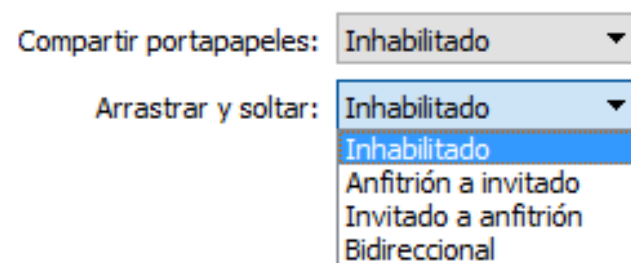 Compartir portapapeles: Inhabilitado
Arrastrar y soltar: Inhabilitado
Inhabilitado
Anfitrión a invitado
Invitado a anfitrión
Bidireccional